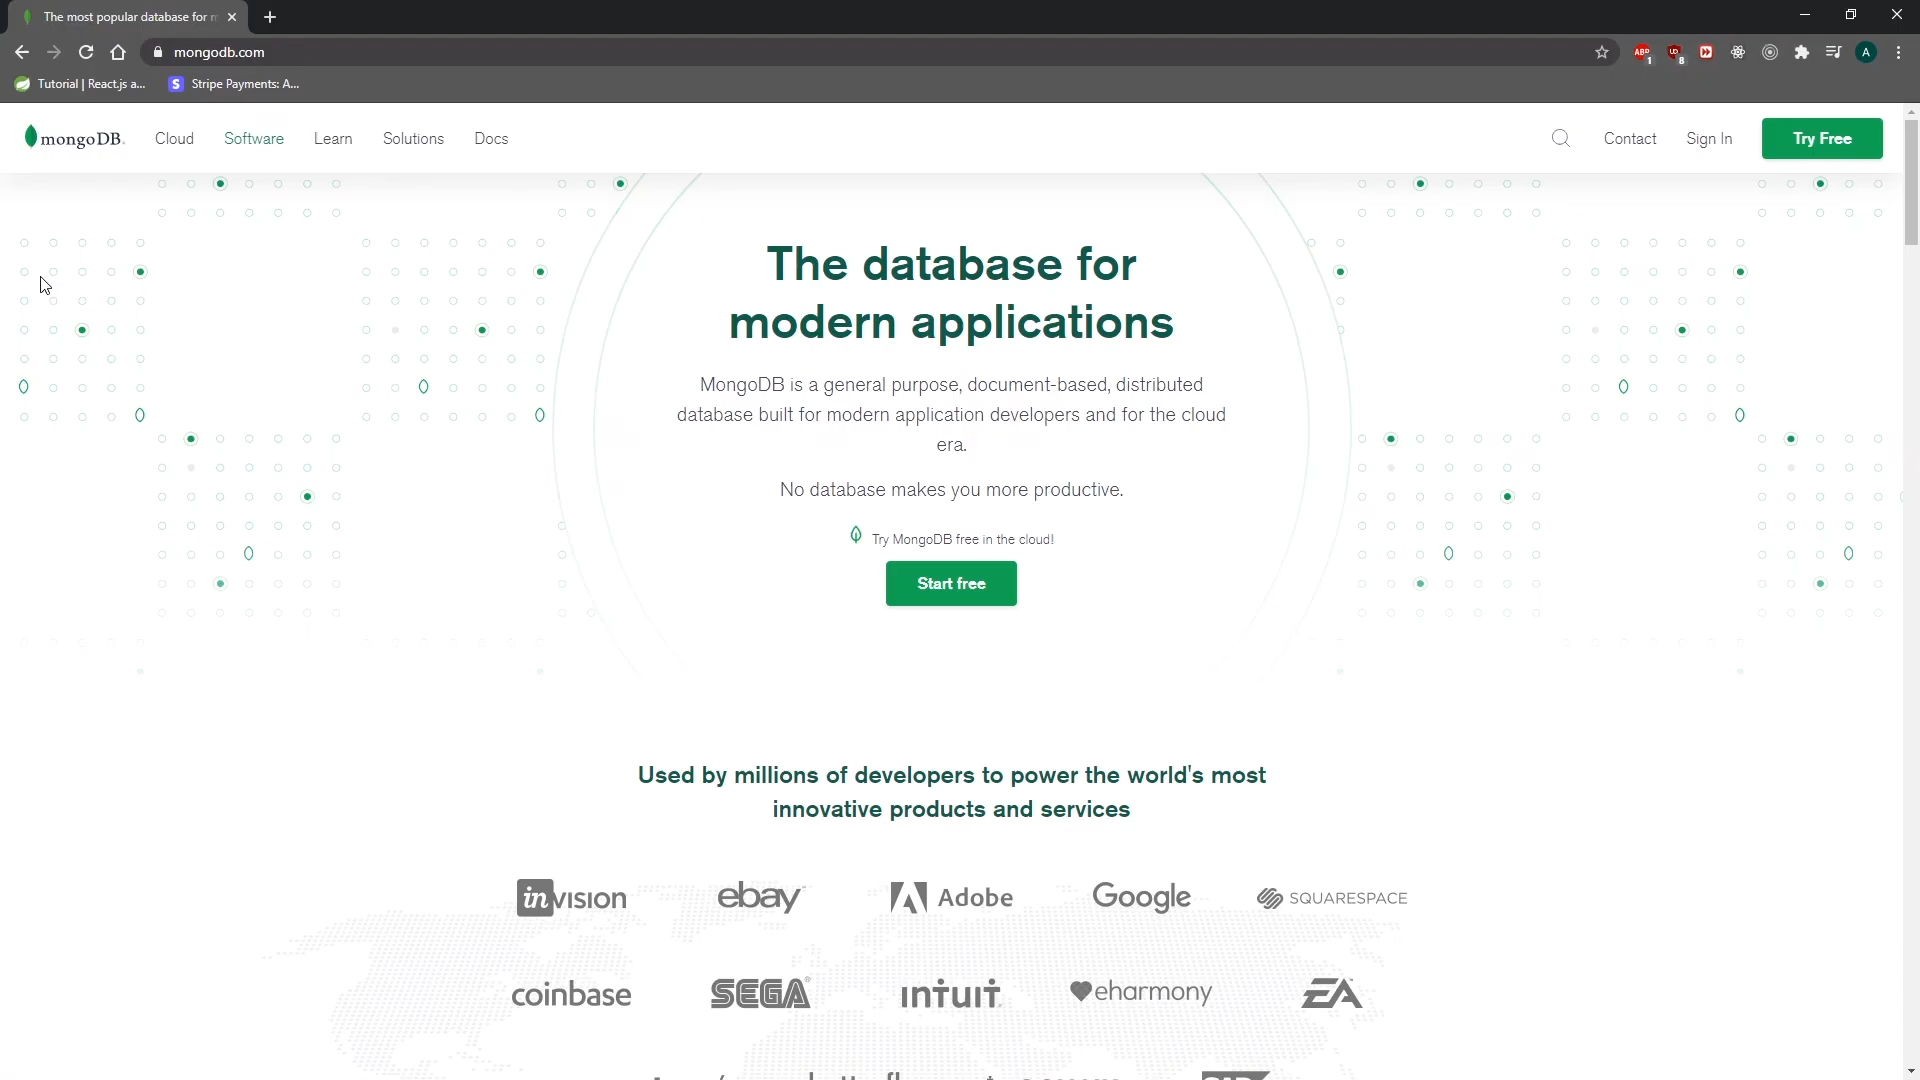 The most popular database for
mongodb.com
ABP 1
UD 8
A
Tutorial | React.js a...
S Stripe Payments: A...
mongoDB.
Cloud
Software
Learn
Solutions
Docs
Contact
Sign In
Try Free
The database for
modern applications
MongoDB is a general purpose, document-based, distributed
database built for modern application developers and for the cloud
era.
No database makes you more productive.
Try MongoDB free in the cloud!
Start free
Used by millions of developers to power the world's most
innovative products and services
invision
ebay
Adobe
Google
SQUARESPACE
coinbase
SEGA
intuit
eharmony
EA